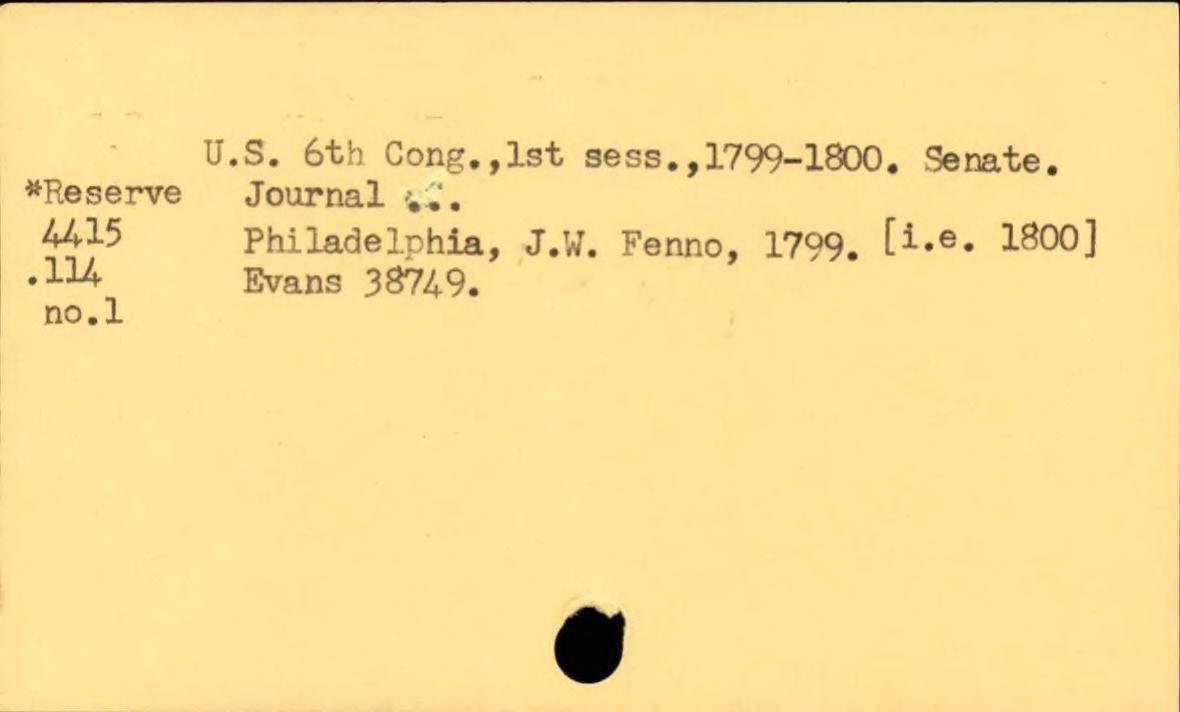 U.S. 6th Cong.,1st sess.,1799-1800. Senate.
*Reserve Journal ...
4415 Philadelphia, J.W. Fenno, 1799. [i.e. 1800]
.114 Evans 38749.
no.1